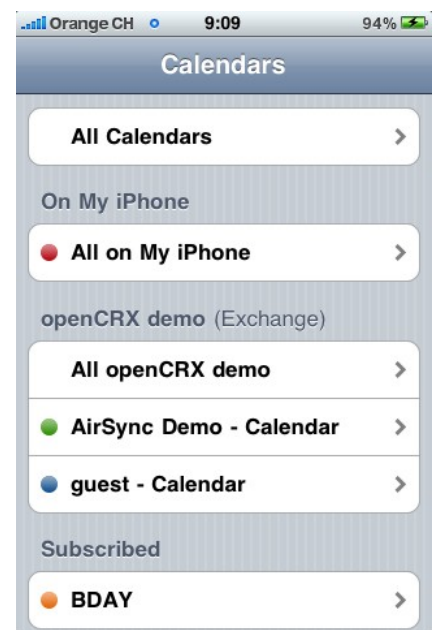 Orange CH 9:09 94%
Calendars
All Calendars
On My iPhone
All on My iPhone
openCRX demo (Exchange)
All openCRX demo
AirSync Demo - Calendar
guest - Calendar
Subscribed
BDAY